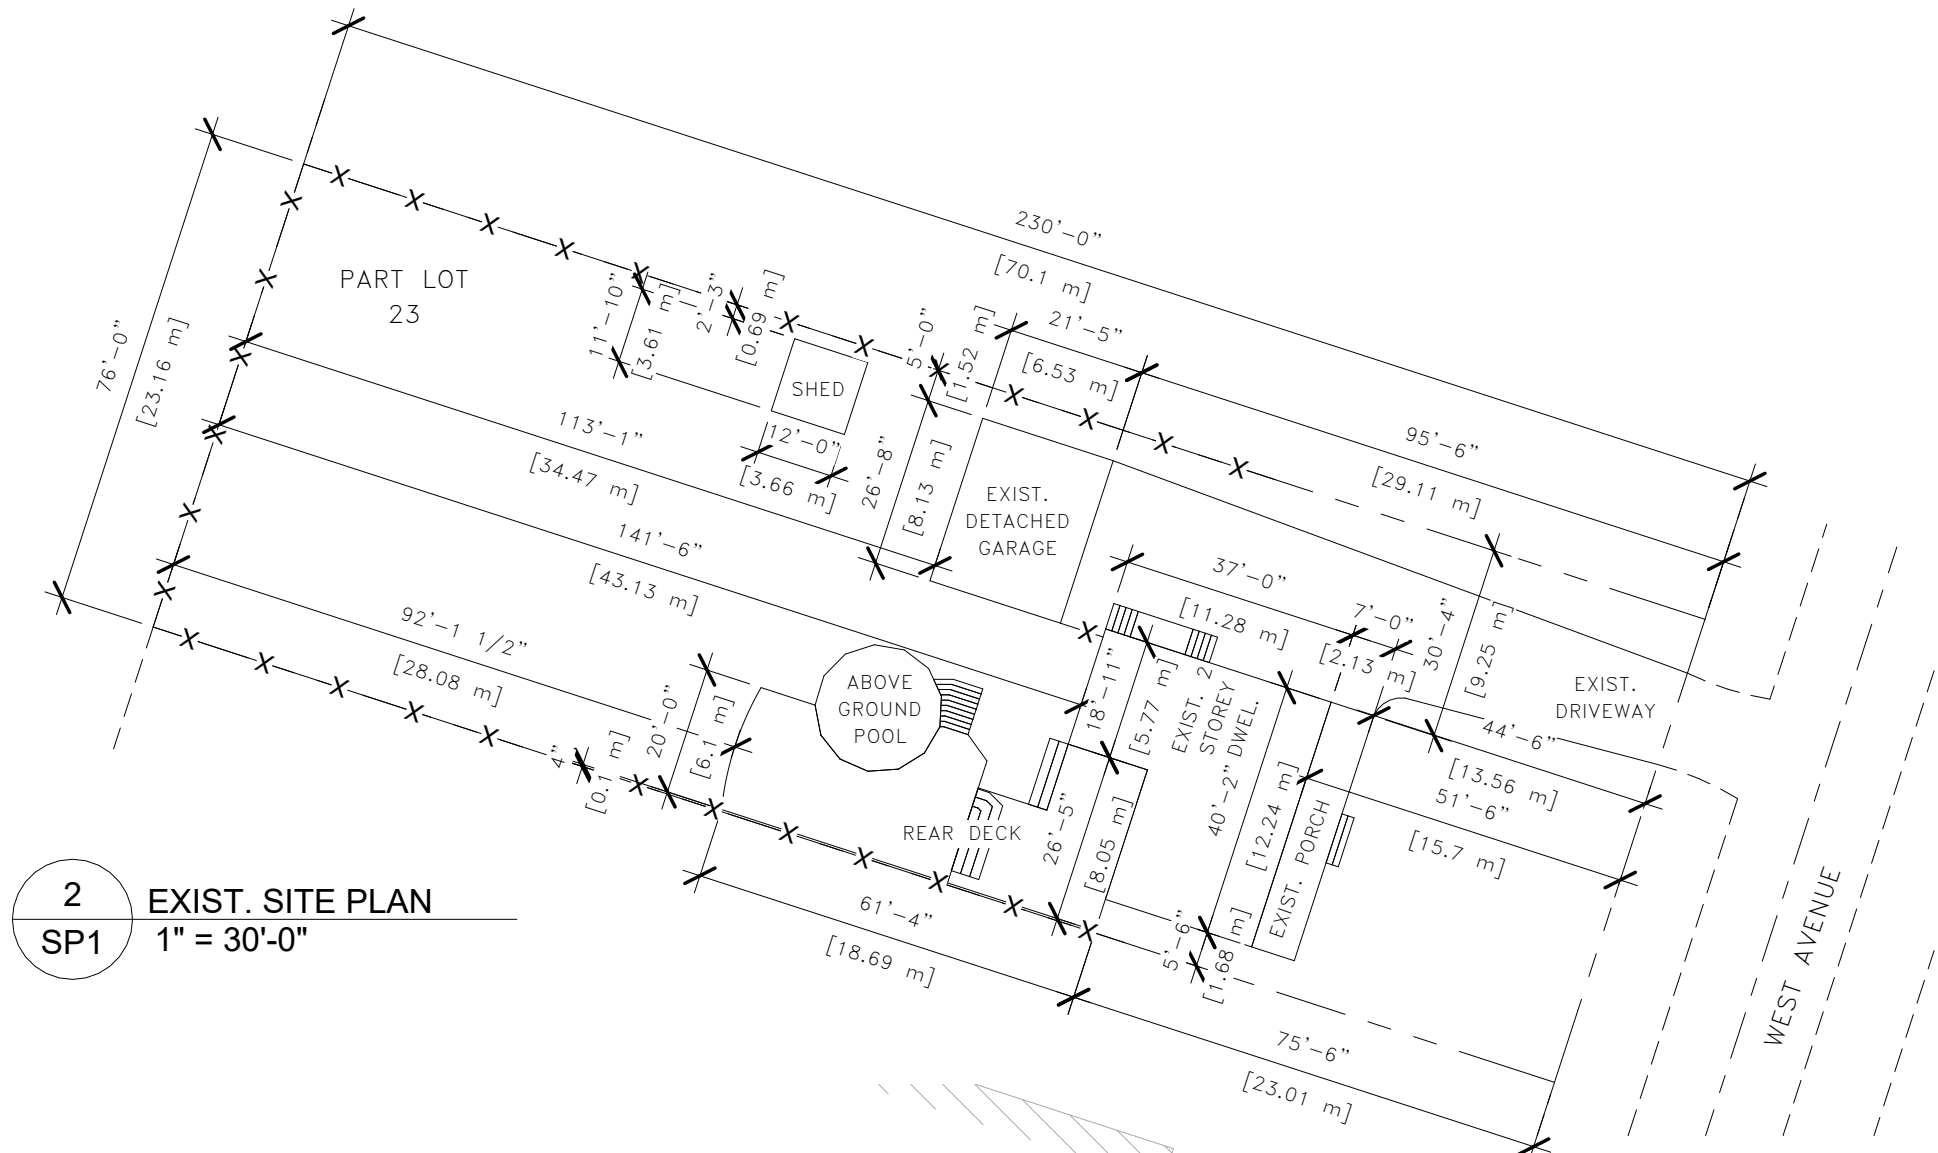 230'-0"
[70.1 m]
PART LOT
23
76'-0"
[23.16 m]
11'-10"
[3.61 m]
2'-3"
[0.69 m]
5'-0"
[1.52 m]
21'-5"
[6.53 m]
95'-6"
[29.11 m]
SHED
12'-0"
[3.66 m]
113'-1"
[34.47 m]
26'-8"
[8.13 m]
EXIST.
DETACHED
GARAGE
141'-6"
[43.13 m]
37'-0"
[11.28 m]
7'-0"
[2.13 m]
30'-4"
[9.25 m]
92'-1 1/2"
[28.08 m]
ABOVE
GROUND
POOL
20'-0"
[6.1 m]
4"
[0.1 m]
18'-11"
[5.77 m]
EXIST. 2
STOREY
DWEL.
EXIST.
DRIVEWAY
44'-6"
[13.56 m]
51'-6"
[15.7 m]
REAR DECK
26'-5"
[8.05 m]
40'-2"
[12.24 m]
EXIST. PORCH
61'-4"
[18.69 m]
5'-6"
[1.68 m]
75'-6"
[23.01 m]
WEST AVENUE
2
SP1
EXIST. SITE PLAN
1" = 30'-0"